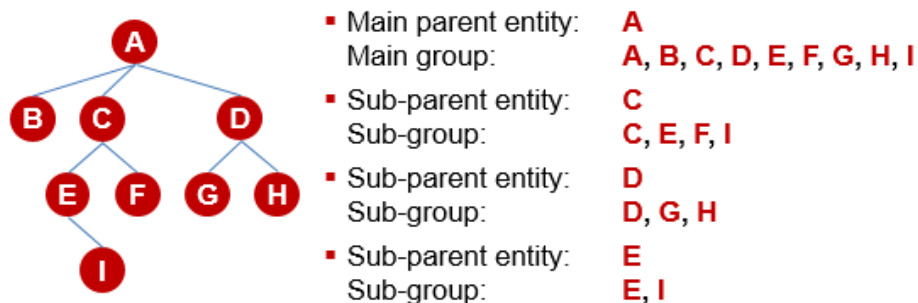 A
B C D
E F G H
I
▪ Main parent entity: A
Main group: A, B, C, D, E, F, G, H, I
▪ Sub-parent entity: C
Sub-group: C, E, F, I
▪ Sub-parent entity: D
Sub-group: D, G, H
▪ Sub-parent entity: E
Sub-group: E, I